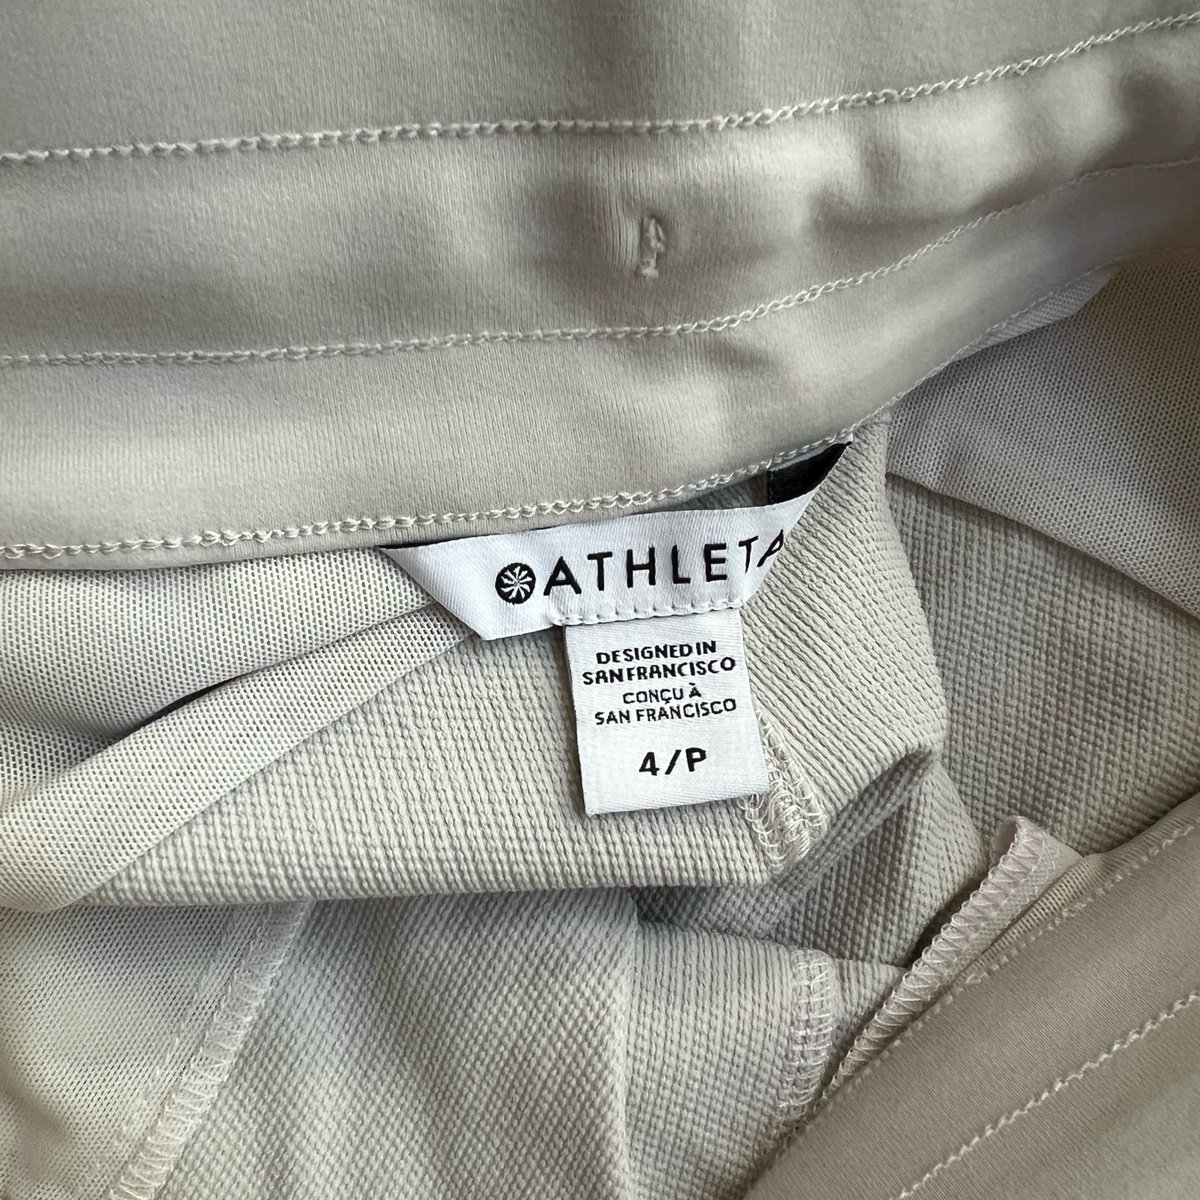 ATHLETA
DESIGNED IN
SAN FRANCISCO
CONÇU À
SAN FRANCISCO
4/P